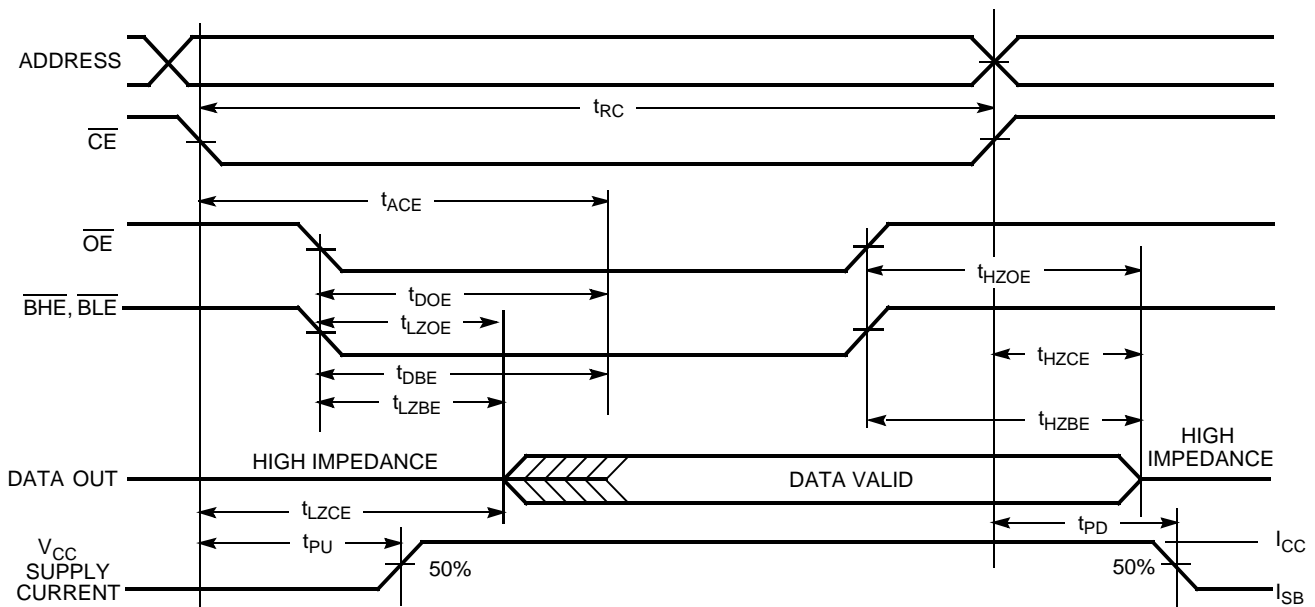 ADDRESS
tRC
CE
tACE
OE
tHZOE
tDOE
BHE, BLE
tLZOE
tHZCE
tDBE
tLZBE
tHZBE
HIGH
IMPEDANCE
HIGH IMPEDANCE
DATA OUT
DATA VALID
tLZCE
tPD
tPU
VCC
SUPPLY
CURRENT
50%
50%
ICC
ISB